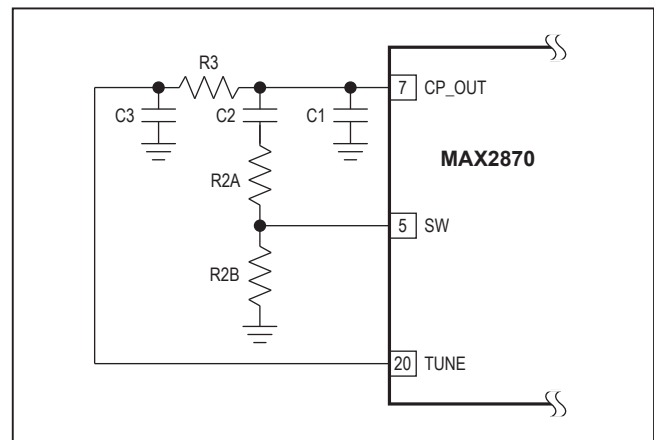 R3
7 CP_OUT
C3 C2 C1
MAX2870
R2A
5 SW
R2B
20 TUNE